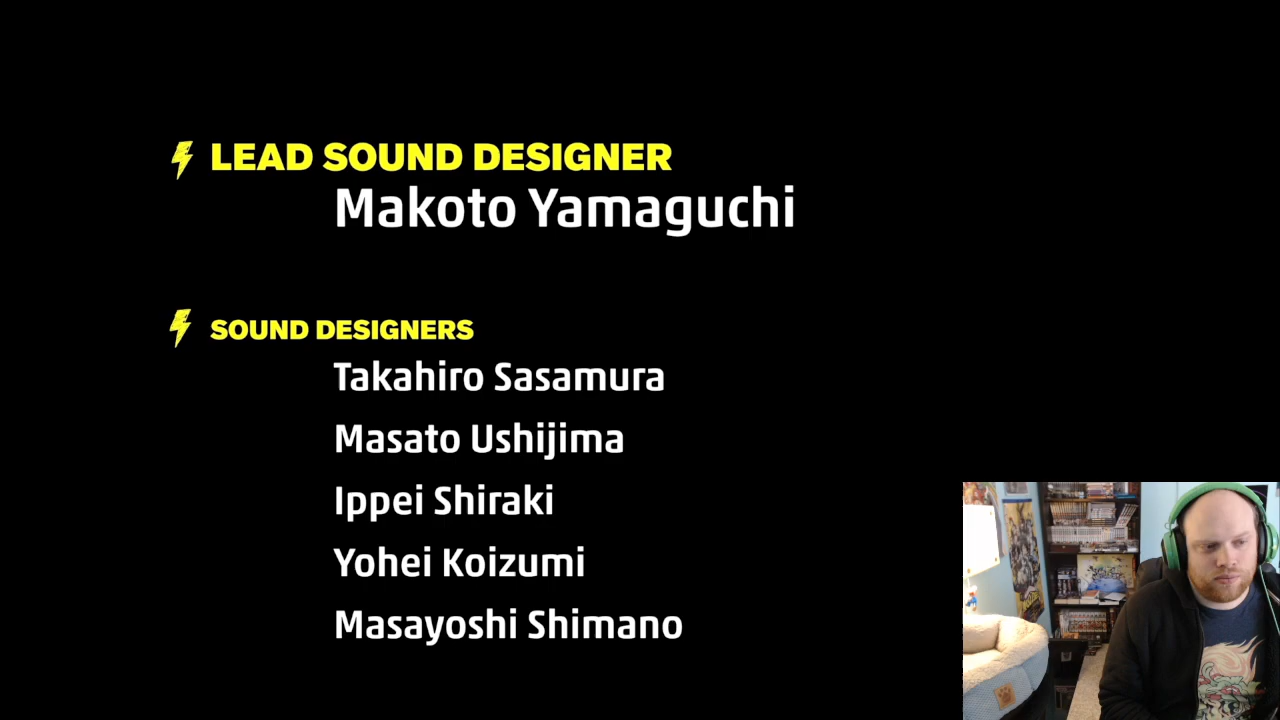 LEAD SOUND DESIGNER
Makoto Yamaguchi
SOUND DESIGNERS
Takahiro Sasamura
Masato Ushijima
Ippei Shiraki
Yohei Koizumi
Masayoshi Shimano